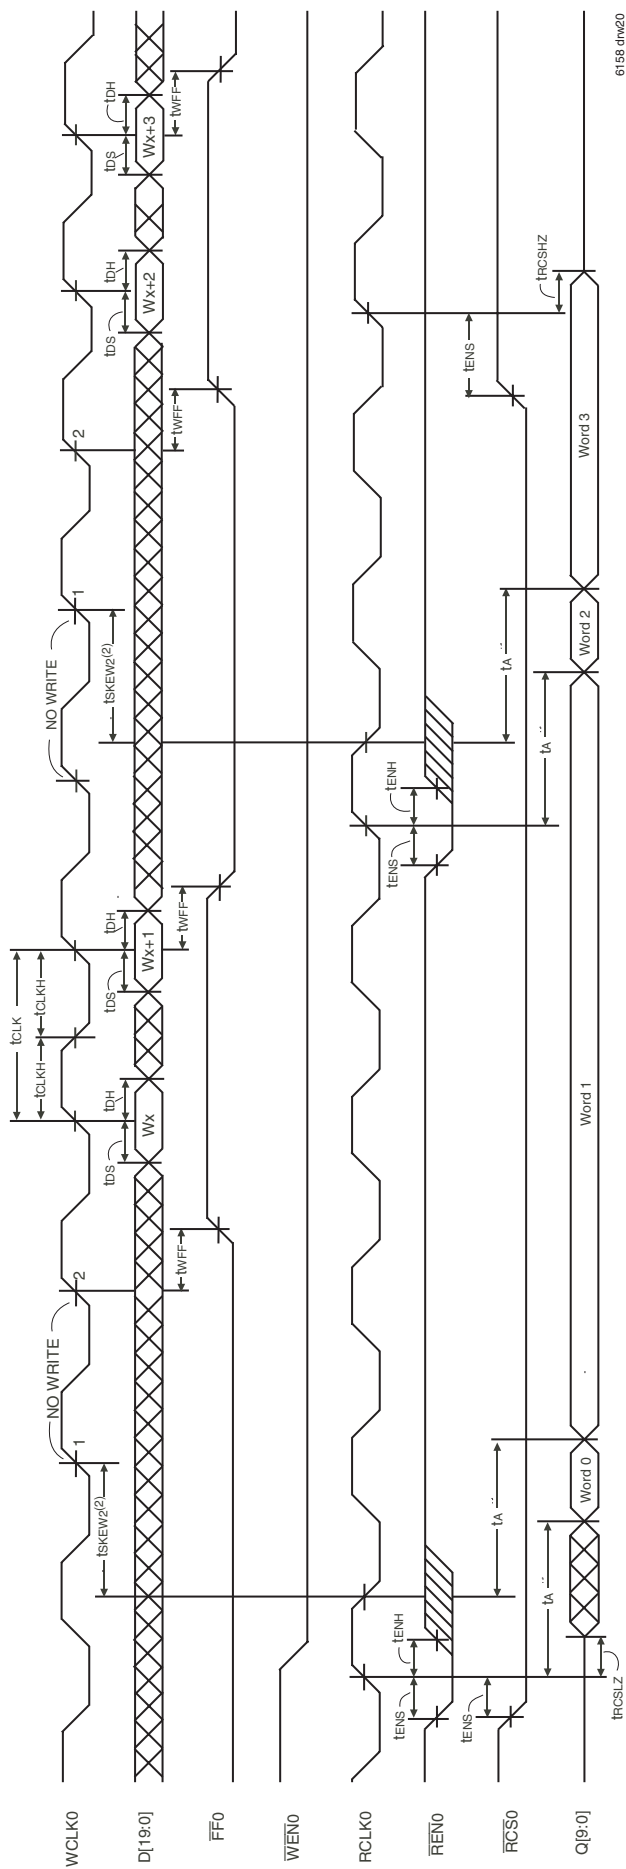 tCLK
NO WRITE
tCLKH
tCLKH
NO WRITE
1
2
1
2
WCLK0
tSKEW2(2)
tDS
tDH
tDS
tDH
tSKEW2(2)
tDS
tDH
tDS
tDH
D[19:0]
Wx
Wx+1
Wx+2
Wx+3
tWFF
tWFF
tWFF
tWFF
FF0
WEN0
RCLK0
tENS
tENH
tENS
tENH
REN0
tENS
tENS
RCS0
tA
tA
tA
tA
tRCSHZ
Q[9:0]
Word 0
Word 1
Word 2
Word 3
tRCSLZ
6158 drw20